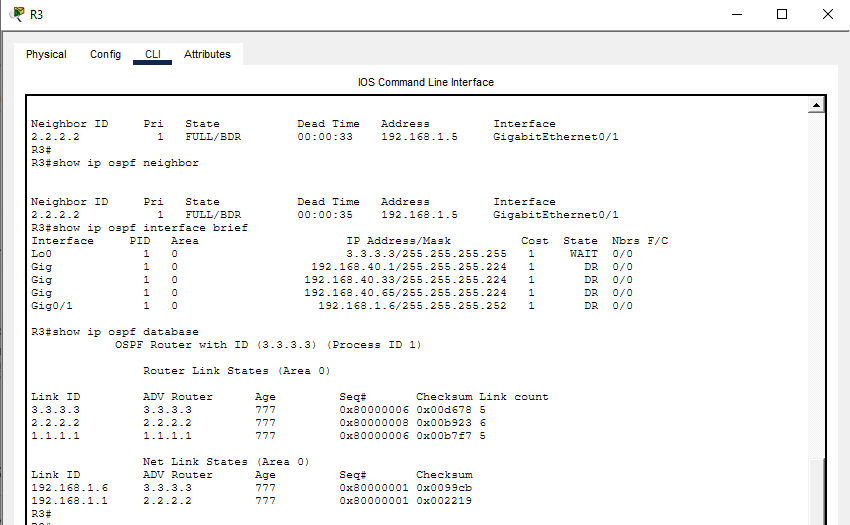 R3
Physical Config CLI Attributes
IOS Command Line Interface
Neighbor ID Pri State Dead Time Address Interface
2.2.2.2 1 FULL/BDR 00:00:33 192.168.1.5 GigabitEthernet0/1
R3#
R3#show ip ospf neighbor
Neighbor ID Pri State Dead Time Address Interface
2.2.2.2 1 FULL/BDR 00:00:35 192.168.1.5 GigabitEthernet0/1
R3#show ip ospf interface brief
Interface PID Area IP Address/Mask Cost State Nbrs F/C
Lo0 1 0 3.3.3.3/255.255.255.255 1 WAIT 0/0
Gig 1 0 192.168.40.1/255.255.255.224 1 DR 0/0
Gig 1 0 192.168.40.33/255.255.255.224 1 DR 0/0
Gig 1 0 192.168.40.65/255.255.255.224 1 DR 0/0
Gig0/1 1 0 192.168.1.6/255.255.255.252 1 DR 0/0
R3#show ip ospf database
OSPF Router with ID (3.3.3.3) (Process ID 1)
Router Link States (Area 0)
Link ID ADV Router Age Seq# Checksum Link count
3.3.3.3 3.3.3.3 777 0x80000006 0x00d678 5
2.2.2.2 2.2.2.2 777 0x80000008 0x00b923 6
1.1.1.1 1.1.1.1 777 0x80000006 0x00b7f7 5
Net Link States (Area 0)
Link ID ADV Router Age Seq# Checksum
192.168.1.6 3.3.3.3 777 0x80000001 0x0099cb
192.168.1.1 2.2.2.2 777 0x80000001 0x002219
R3#